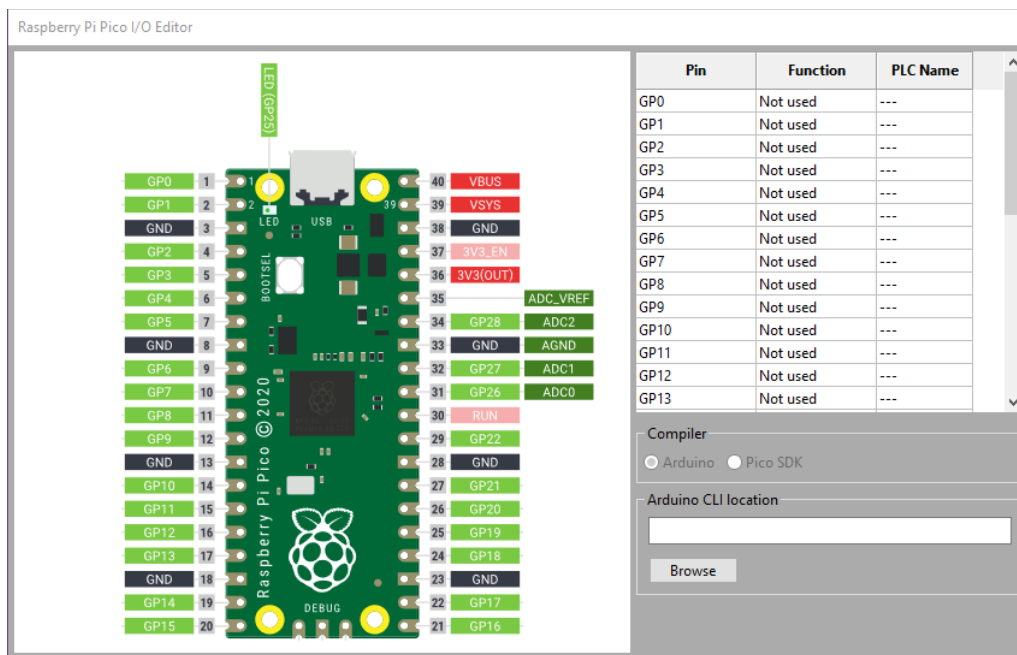 Raspberry Pi Pico I/O Editor
LED (GP25)
GP0 1 1 40 VBUS
GP1 2 2 39 39 VSYS
LED USB
GND 3 38 GND
GP2 4 37 3V3_EN
GP3 5 BOOTSEL 36 3V3(OUT)
GP4 6 35 ADC_VREF
GP5 7 34 GP28 ADC2
GND 8 33 GND AGND
GP6 9 32 GP27 ADC1
GP7 10 31 GP26 ADC0
GP8 11 30 RUN
GP9 12 29 GP22
GND 13 28 GND
GP10 14 27 GP21
GP11 15 26 GP20
GP12 16 25 GP19
GP13 17 24 GP18
GND 18 23 GND
GP14 19 22 GP17
GP15 20 21 GP16
Raspberry Pi Pico © 2020
DEBUG
Pin Function PLC Name
GP0 Not used ---
GP1 Not used ---
GP2 Not used ---
GP3 Not used ---
GP4 Not used ---
GP5 Not used ---
GP6 Not used ---
GP7 Not used ---
GP8 Not used ---
GP9 Not used ---
GP10 Not used ---
GP11 Not used ---
GP12 Not used ---
GP13 Not used ---
Compiler
Arduino Pico SDK
Arduino CLI location
Browse